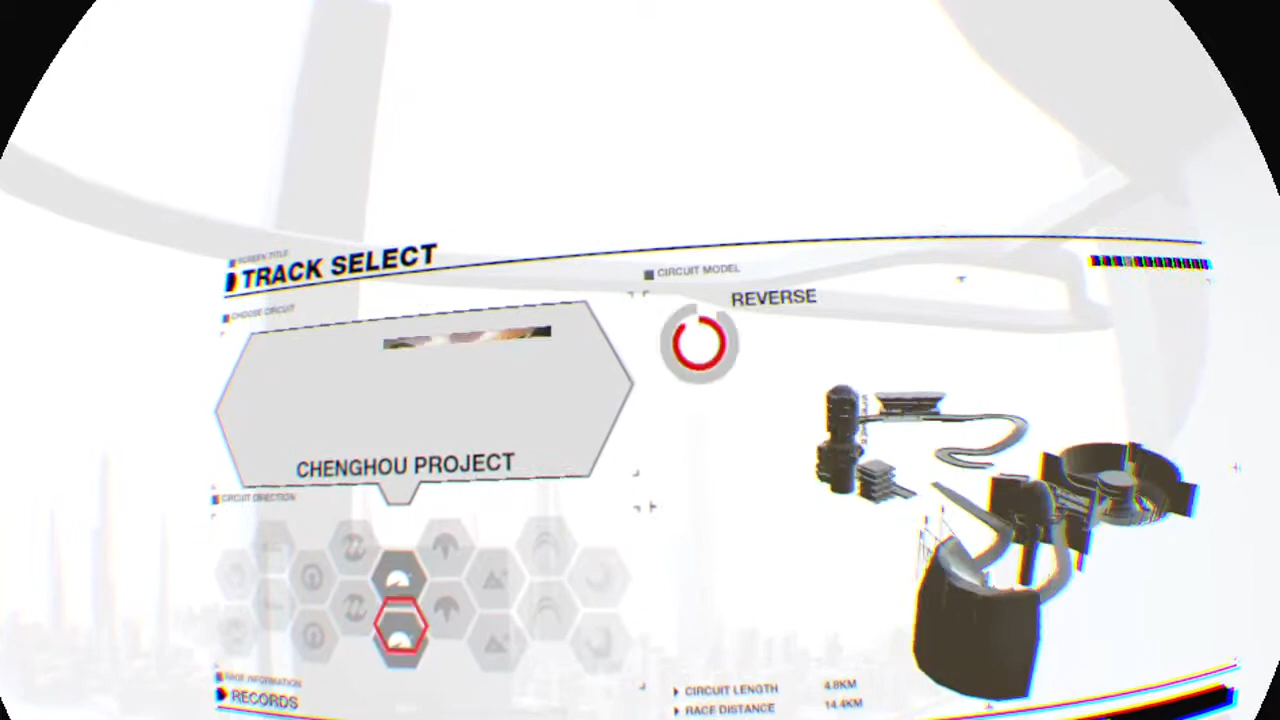 SCREEN TITLE
TRACK SELECT
CHOOSE CIRCUIT
CHENGHOU PROJECT
CIRCUIT DIRECTION
RACE INFORMATION
RECORDS
CIRCUIT MODEL
REVERSE
CIRCUIT LENGTH 4.8KM
RACE DISTANCE 14.4KM